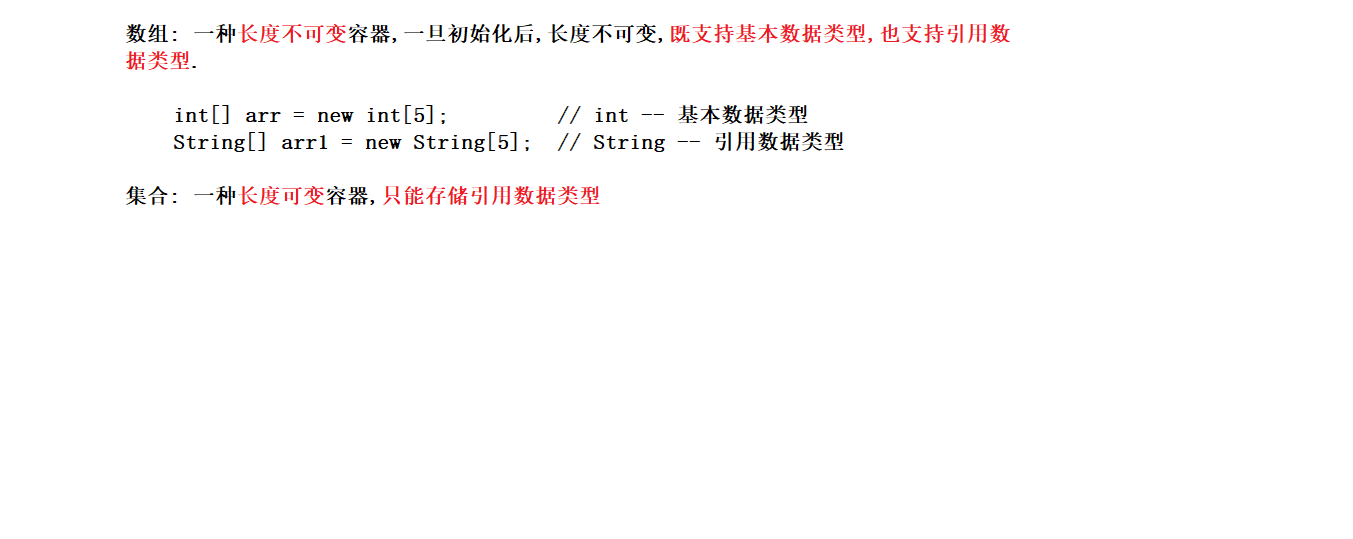 数组: 一种长度不可变容器,一旦初始化后,长度不可变,既支持基本数据类型,也支持引用数
据类型.
int[] arr = new int[5];         // int -- 基本数据类型
String[] arr1 = new String[5];  // String -- 引用数据类型
集合: 一种长度可变容器,只能存储引用数据类型